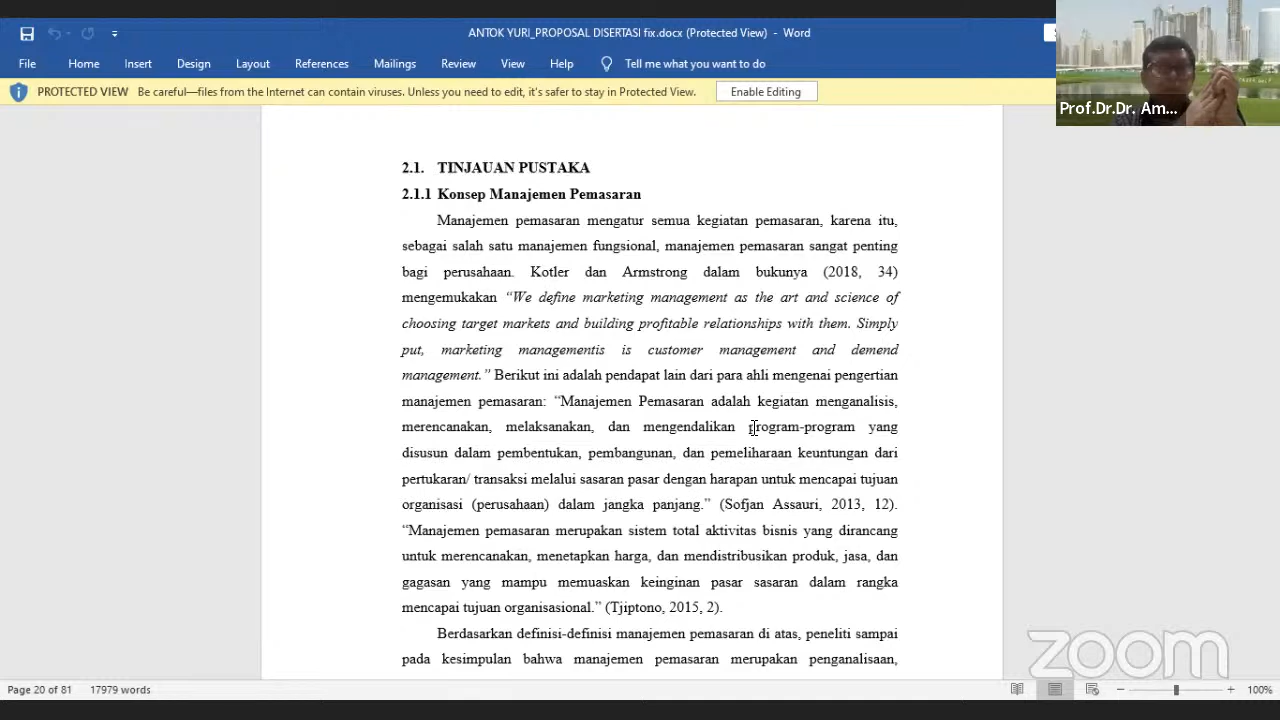 ANTOK YURI_PROPOSAL DISERTASI fix.docx (Protected View) - Word
File Home Insert Design Layout References Mailings Review View Help Tell me what you want to do
PROTECTED VIEW Be careful—files from the Internet can contain viruses. Unless you need to edit, it's safer to stay in Protected View. Enable Editing
Prof.Dr.Dr. Am...
2.1. TINJAUAN PUSTAKA
2.1.1 Konsep Manajemen Pemasaran
Manajemen pemasaran mengatur semua kegiatan pemasaran, karena itu,
sebagai salah satu manajemen fungsional, manajemen pemasaran sangat penting
bagi perusahaan. Kotler dan Armstrong dalam bukunya (2018, 34)
mengemukakan “We define marketing management as the art and science of
choosing target markets and building profitable relationships with them. Simply
put, marketing managementis is customer management and demend
management.” Berikut ini adalah pendapat lain dari para ahli mengenai pengertian
manajemen pemasaran: “Manajemen Pemasaran adalah kegiatan menganalisis,
merencanakan, melaksanakan, dan mengendalikan program-program yang
disusun dalam pembentukan, pembangunan, dan pemeliharaan keuntungan dari
pertukaran/ transaksi melalui sasaran pasar dengan harapan untuk mencapai tujuan
organisasi (perusahaan) dalam jangka panjang.” (Sofjan Assauri, 2013, 12).
“Manajemen pemasaran merupakan sistem total aktivitas bisnis yang dirancang
untuk merencanakan, menetapkan harga, dan mendistribusikan produk, jasa, dan
gagasan yang mampu memuaskan keinginan pasar sasaran dalam rangka
mencapai tujuan organisasional.” (Tjiptono, 2015, 2).
Berdasarkan definisi-definisi manajemen pemasaran di atas, peneliti sampai
pada kesimpulan bahwa manajemen pemasaran merupakan penganalisaan,
zoom
Page 20 of 81 17979 words
100%